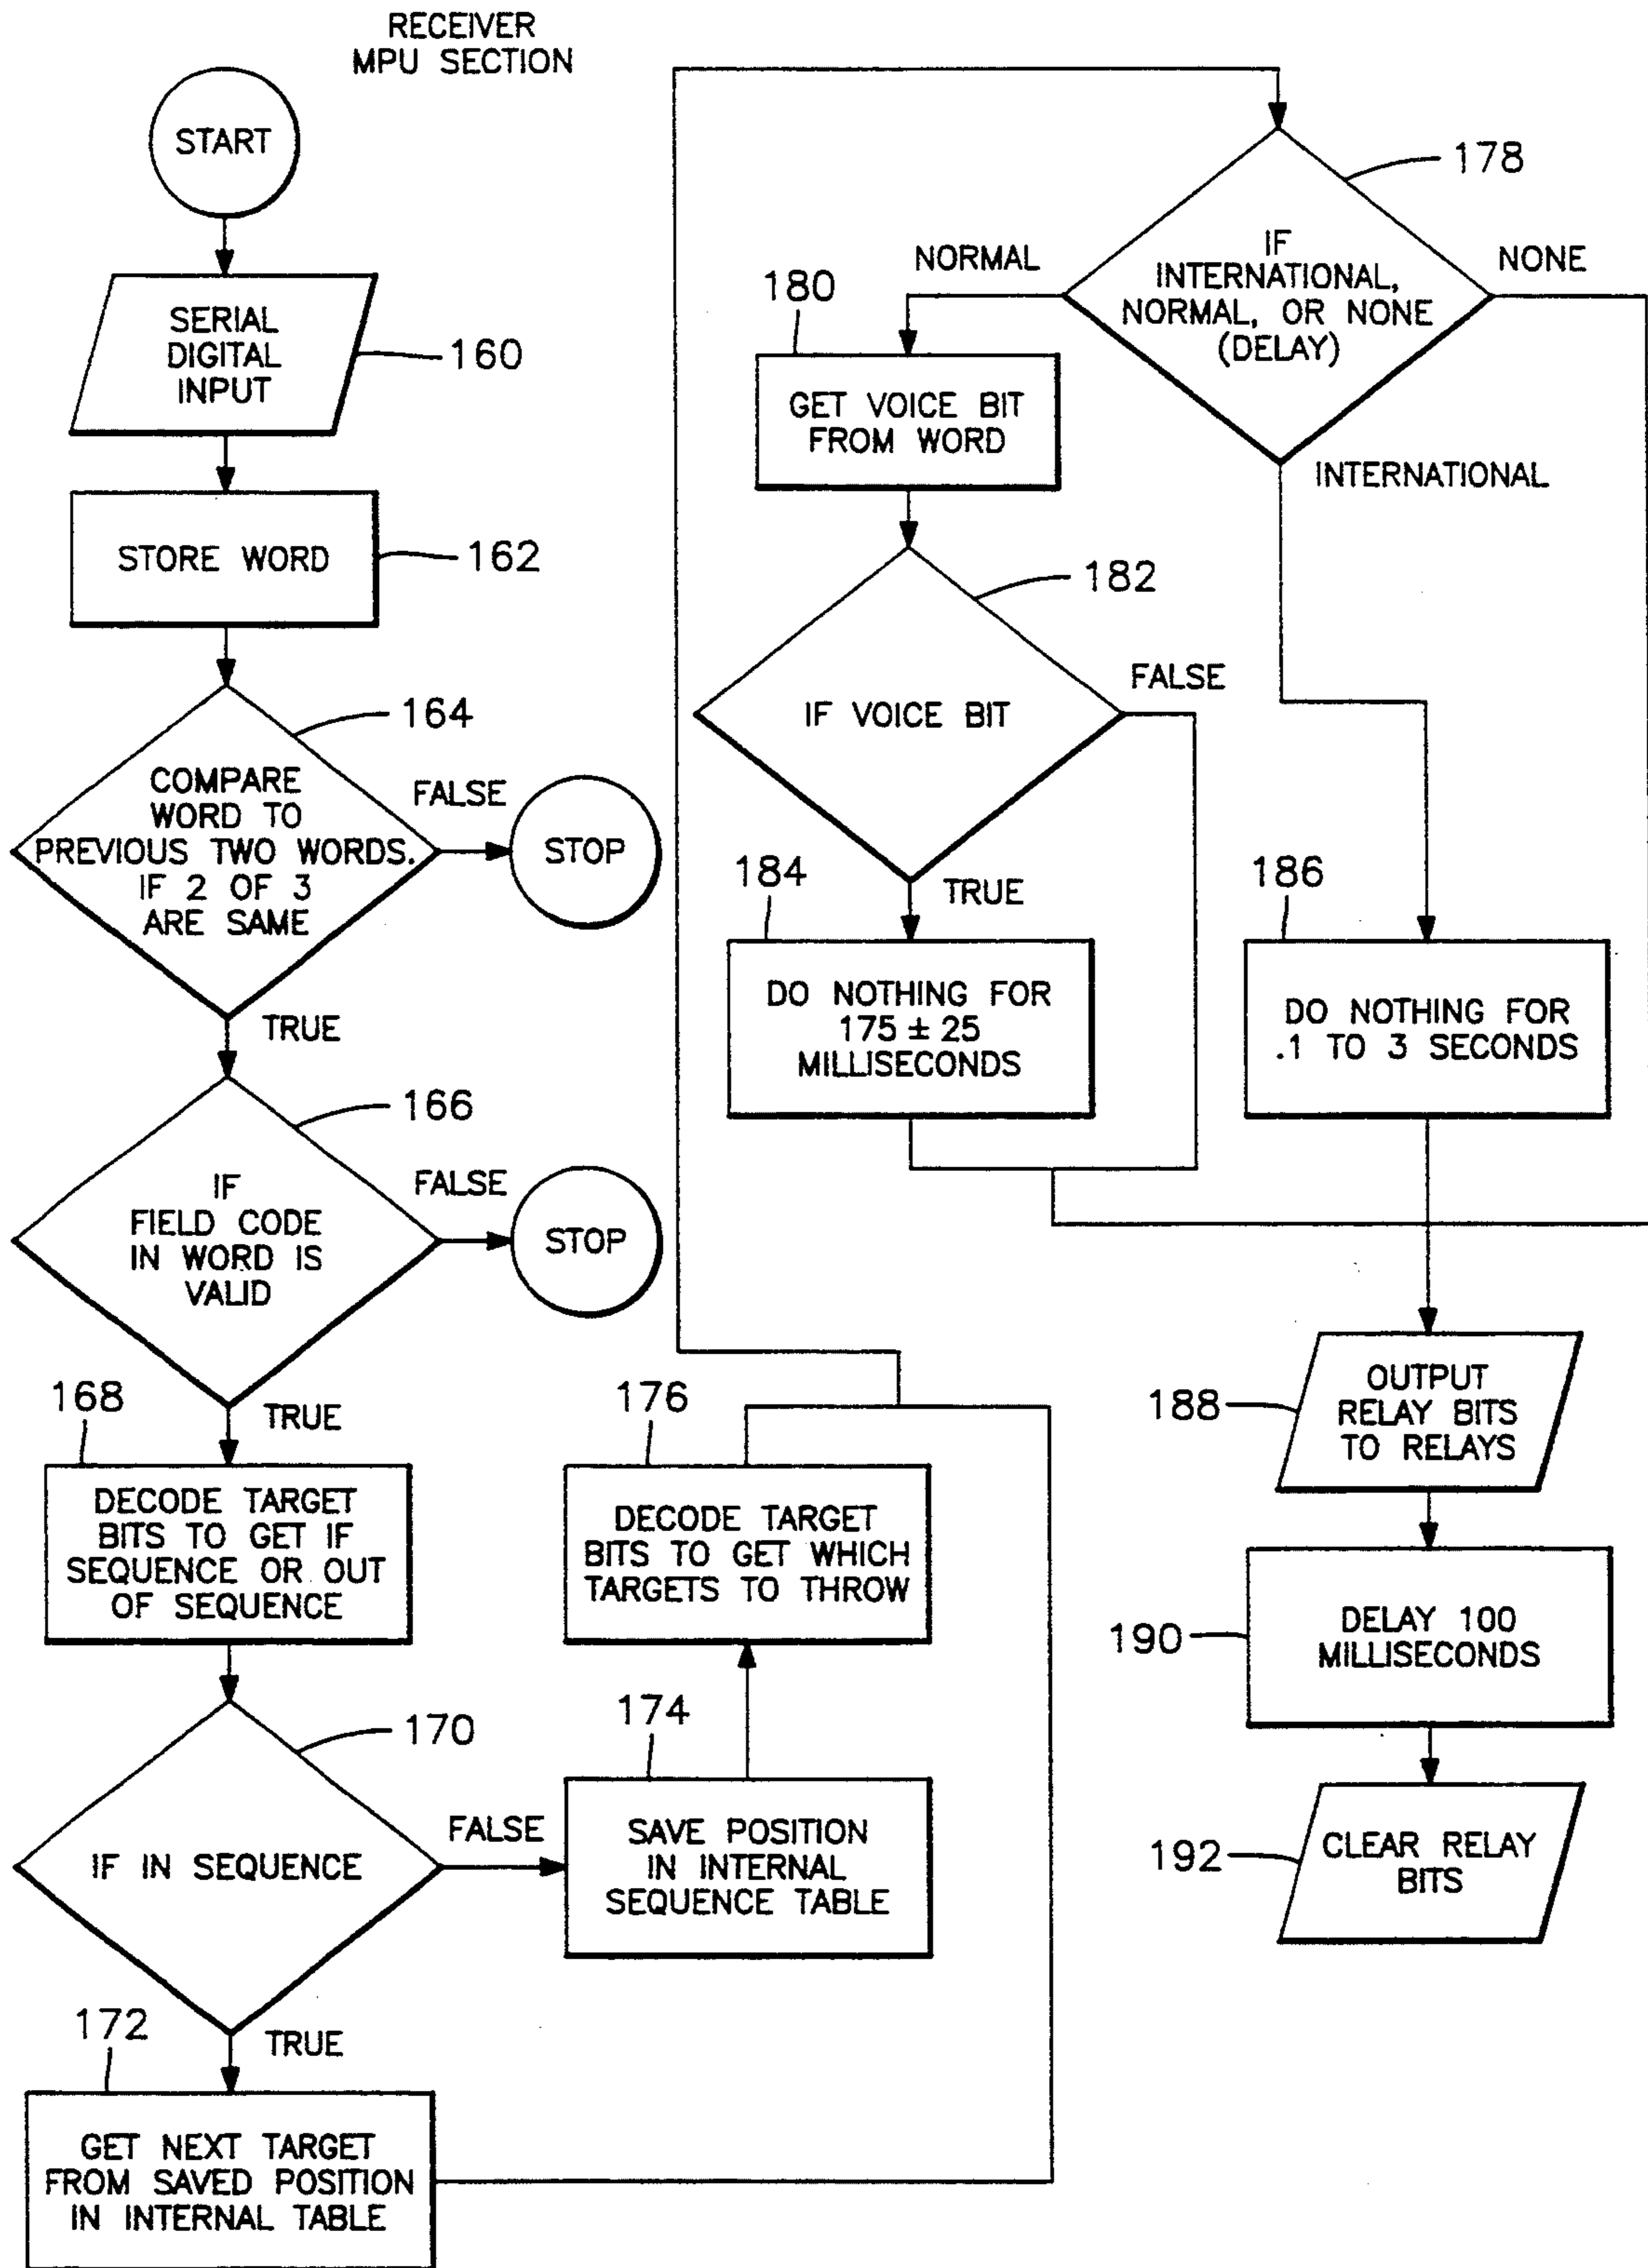 RECEIVER
MPU SECTION
START
SERIAL
DIGITAL
INPUT
160
STORE WORD
162
164
COMPARE
WORD TO
PREVIOUS TWO WORDS.
IF 2 OF 3
ARE SAME
FALSE
STOP
TRUE
166
IF
FIELD CODE
IN WORD IS
VALID
FALSE
STOP
TRUE
168
DECODE TARGET
BITS TO GET IF
SEQUENCE OR OUT
OF SEQUENCE
170
IF IN SEQUENCE
FALSE
TRUE
172
GET NEXT TARGET
FROM SAVED POSITION
IN INTERNAL TABLE
174
SAVE POSITION
IN INTERNAL
SEQUENCE TABLE
176
DECODE TARGET
BITS TO GET WHICH
TARGETS TO THROW
178
IF
INTERNATIONAL,
NORMAL, OR NONE
(DELAY)
NORMAL
NONE
INTERNATIONAL
180
GET VOICE BIT
FROM WORD
182
IF VOICE BIT
FALSE
TRUE
184
DO NOTHING FOR
175 ± 25
MILLISECONDS
186
DO NOTHING FOR
.1 TO 3 SECONDS
188
OUTPUT
RELAY BITS
TO RELAYS
190
DELAY 100
MILLISECONDS
192
CLEAR RELAY
BITS